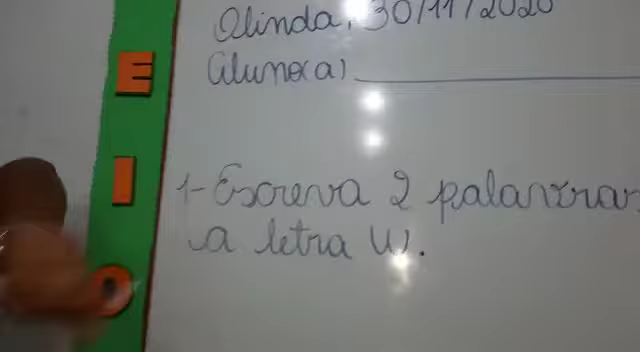 Olinda, 30/11/2020
Aluno(a)
E
I
O
1- Escreva 2 palavras
a letra W.